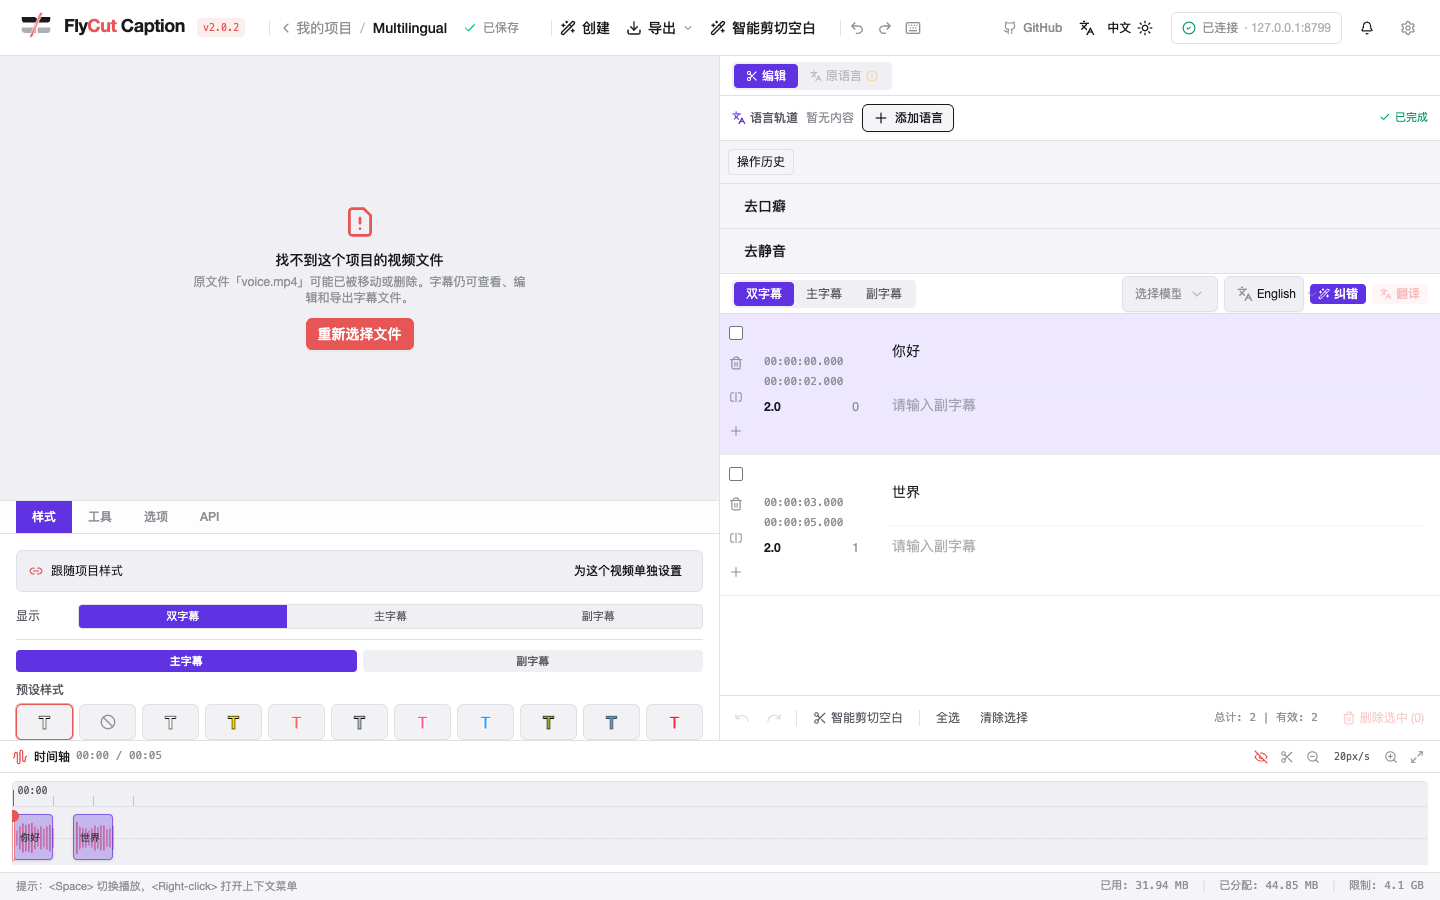 FlyCut Caption v2.0.2 我的项目 / Multilingual 已保存 创建 导出 智能剪切空白 GitHub 中文 已连接 · 127.0.0.1:8799
找不到这个项目的视频文件
原文件「voice.mp4」可能已被移动或删除。字幕仍可查看、编
辑和导出字幕文件。
重新选择文件
样式 工具 选项 API
跟随项目样式 为这个视频单独设置
显示 双字幕 主字幕 副字幕
主字幕 副字幕
预设样式
T T T T T T T T T T
编辑 原语言
语言轨道 暂无内容 添加语言 已完成
操作历史
去口癖
去静音
双字幕 主字幕 副字幕 选择模型 English 纠错 翻译
你好
00:00:00.000
00:00:02.000
2.0 0 请输入副字幕
世界
00:00:03.000
00:00:05.000
2.0 1 请输入副字幕
智能剪切空白 全选 清除选择 总计: 2 | 有效: 2 删除选中 (0)
时间轴 00:00 / 00:05 20px/s
00:00
你好 世界
提示: <Space> 切换播放，<Right-click> 打开上下文菜单 已用: 31.94 MB 已分配: 44.85 MB 限制: 4.1 GB